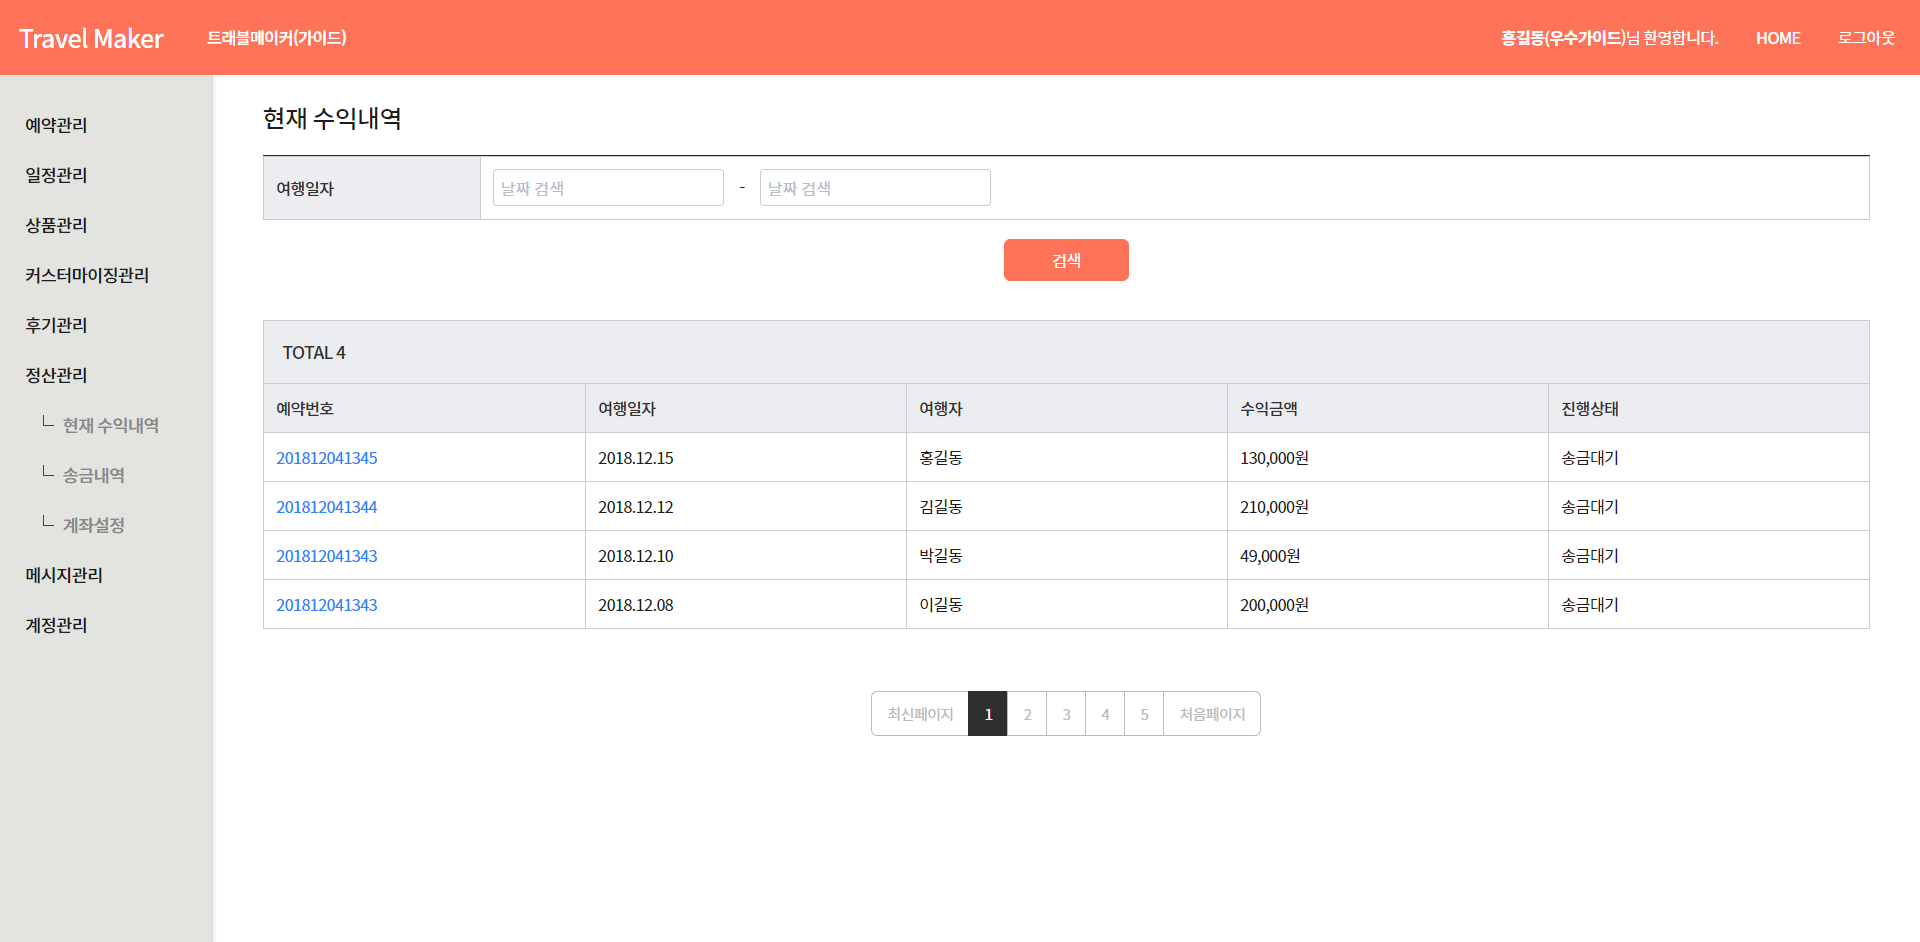 Travel Maker 트래블메이커(가이드) 홍길동(우수가이드)님 환영합니다. HOME 로그아웃
예약관리
일정관리
상품관리
커스터마이징관리
후기관리
정산관리
현재 수익내역
송금내역
계좌설정
메시지관리
계정관리
현재 수익내역
여행일자 날짜 검색 - 날짜 검색
검색
TOTAL 4
예약번호 여행일자 여행자 수익금액 진행상태
201812041345 2018.12.15 홍길동 130,000원 송금대기
201812041344 2018.12.12 김길동 210,000원 송금대기
201812041343 2018.12.10 박길동 49,000원 송금대기
201812041343 2018.12.08 이길동 200,000원 송금대기
최신페이지 1 2 3 4 5 처음페이지